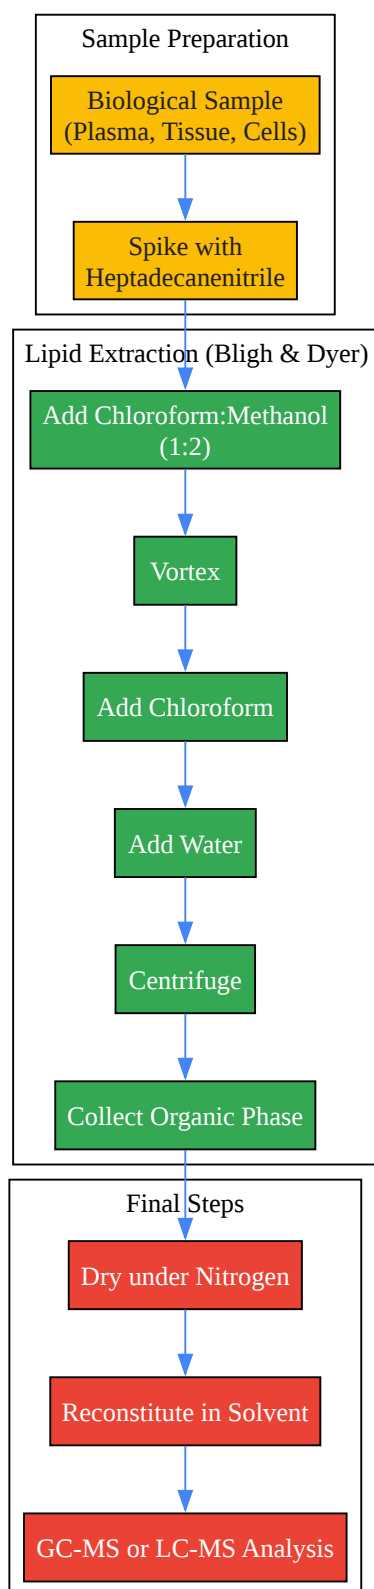 Sample Preparation
Biological Sample
(Plasma, Tissue, Cells)
Spike with
Heptadecanenitrile
Lipid Extraction (Bligh & Dyer)
Add Chloroform:Methanol
(1:2)
Vortex
Add Chloroform
Add Water
Centrifuge
Collect Organic Phase
Final Steps
Dry under Nitrogen
Reconstitute in Solvent
GC-MS or LC-MS Analysis